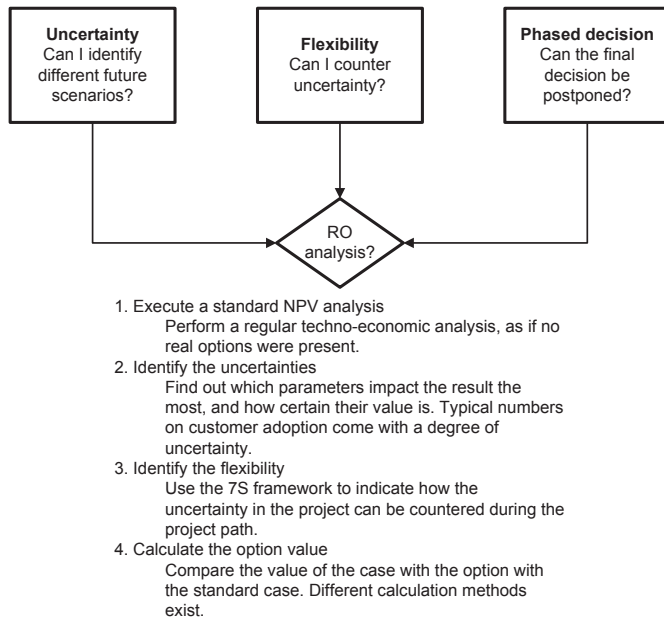 Uncertainty
Can I identify
different future
scenarios?
Flexibility
Can I counter
uncertainty?
Phased decision
Can the final
decision be
postponed?
RO
analysis?
1. Execute a standard NPV analysis
Perform a regular techno-economic analysis, as if no
real options were present.
2. Identify the uncertainties
Find out which parameters impact the result the
most, and how certain their value is. Typical numbers
on customer adoption come with a degree of
uncertainty.
3. Identify the flexibility
Use the 7S framework to indicate how the
uncertainty in the project can be countered during the
project path.
4. Calculate the option value
Compare the value of the case with the option with
the standard case. Different calculation methods
exist.